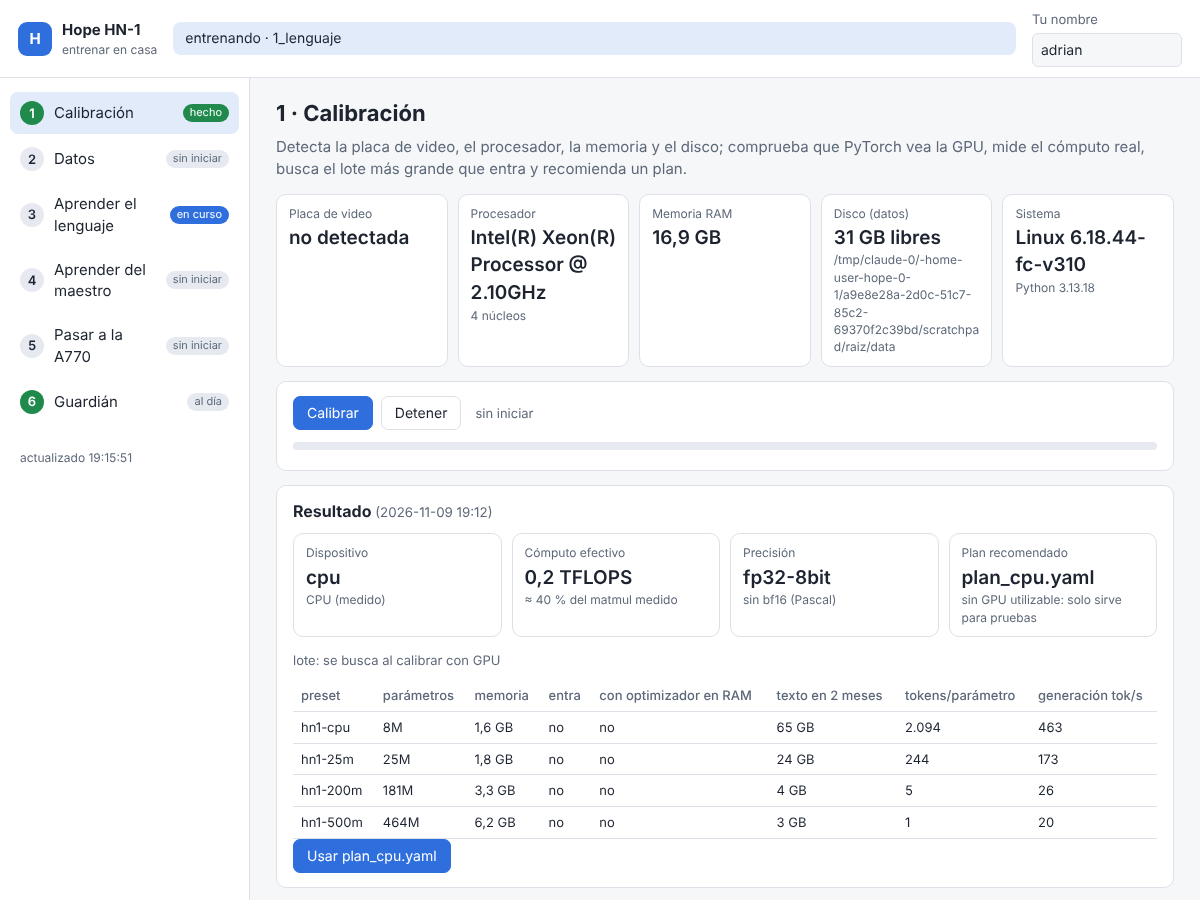 H
Hope HN-1
entrenar en casa
entrenando · 1_lenguaje
Tu nombre
adrian
1 Calibración hecho
2 Datos sin iniciar
3 Aprender el
lenguaje en curso
4 Aprender del
maestro sin iniciar
5 Pasar a la
A770 sin iniciar
6 Guardián al día
actualizado 19:15:51
1 · Calibración
Detecta la placa de video, el procesador, la memoria y el disco; comprueba que PyTorch vea la GPU, mide el cómputo real,
busca el lote más grande que entra y recomienda un plan.
Placa de video
no detectada
Procesador
Intel(R) Xeon(R)
Processor @
2.10GHz
4 núcleos
Memoria RAM
16,9 GB
Disco (datos)
31 GB libres
/tmp/claude-0/-home-
user-hope-0-
1/a9e8e28a-2d0c-51c7-
85c2-
69370f2c39bd/scratchpa
d/raiz/data
Sistema
Linux 6.18.44-
fc-v310
Python 3.13.18
Calibrar Detener sin iniciar
Resultado (2026-11-09 19:12)
Dispositivo
cpu
CPU (medido)
Cómputo efectivo
0,2 TFLOPS
≈ 40 % del matmul medido
Precisión
fp32-8bit
sin bf16 (Pascal)
Plan recomendado
plan_cpu.yaml
sin GPU utilizable: solo sirve
para pruebas
lote: se busca al calibrar con GPU
preset parámetros memoria entra con optimizador en RAM texto en 2 meses tokens/parámetro generación tok/s
hn1-cpu 8M 1,6 GB no no 65 GB 2.094 463
hn1-25m 25M 1,8 GB no no 24 GB 244 173
hn1-200m 181M 3,3 GB no no 4 GB 5 26
hn1-500m 464M 6,2 GB no no 3 GB 1 20
Usar plan_cpu.yaml